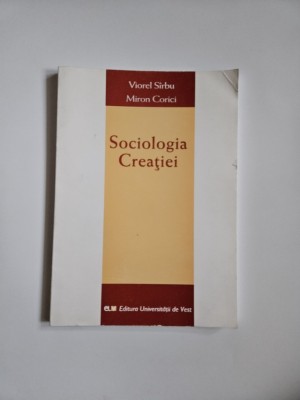 Viorel Sîrbu
Miron Corici
Sociologia
Creaţiei
Editura Universităţii de Vest